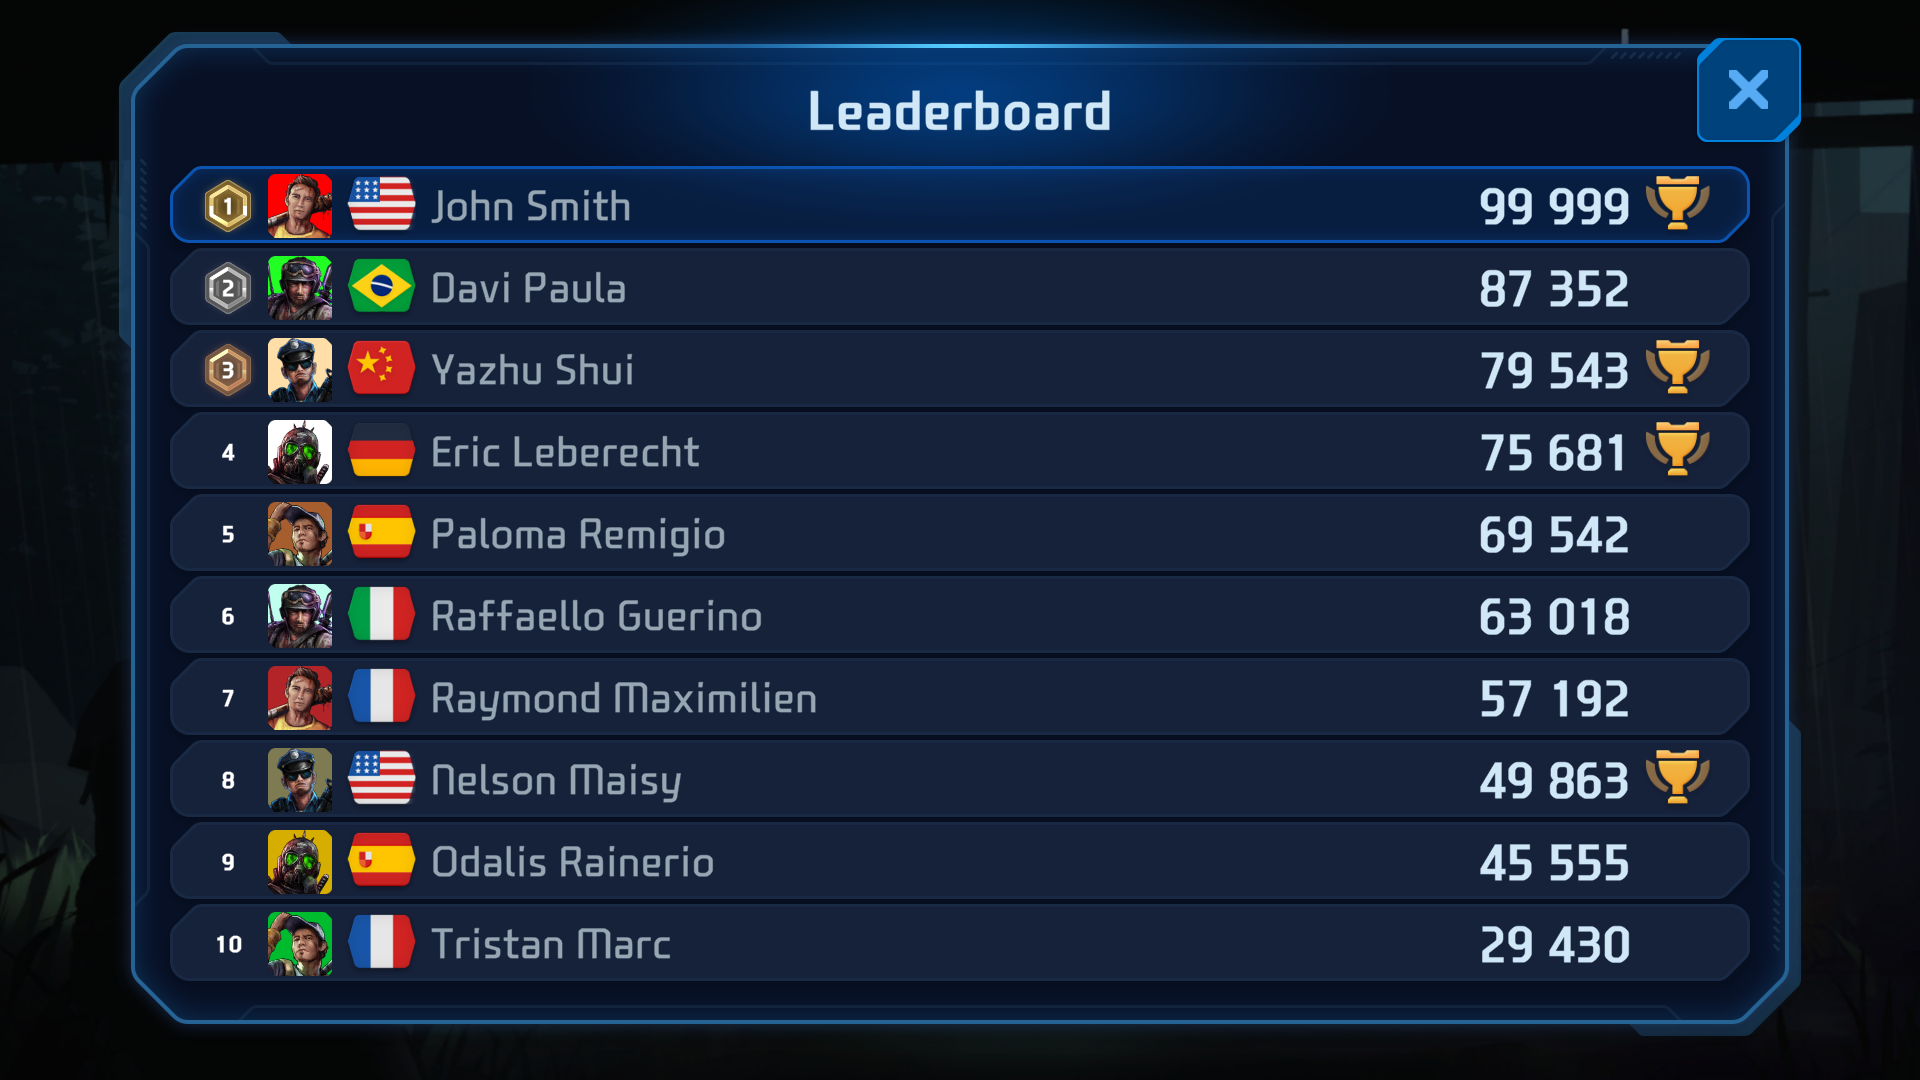 Leaderboard
1 John Smith 99 999
2 Davi Paula 87 352
3 Yazhu Shui 79 543
4 Eric Leberecht 75 681
5 Paloma Remigio 69 542
6 Raffaello Guerino 63 018
7 Raymond Maximilien 57 192
8 Nelson Maisy 49 863
9 Odalis Rainerio 45 555
10 Tristan Marc 29 430